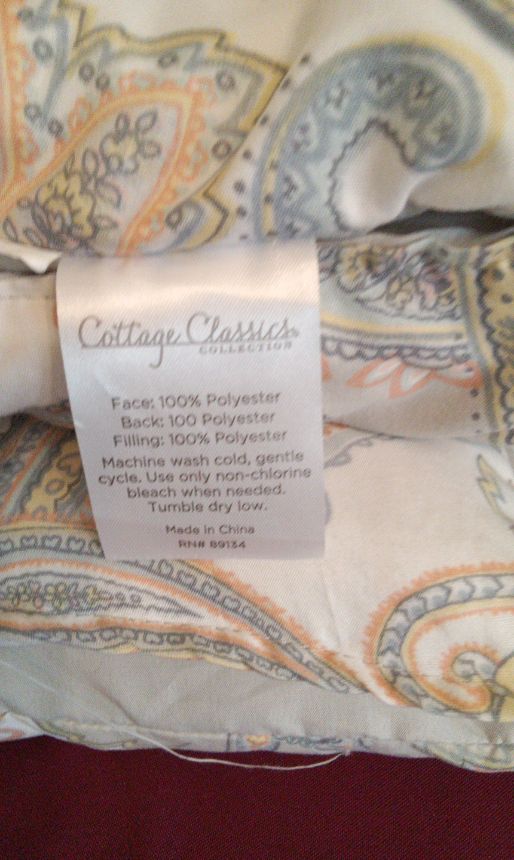 Cottage Classics
COLLECTION
Face: 100% Polyester
Back: 100 Polyester
Filling: 100% Polyester
Machine wash cold, gentle
cycle. Use only non-chlorine
bleach when needed.
Tumble dry low.
Made in China
RN# 89134